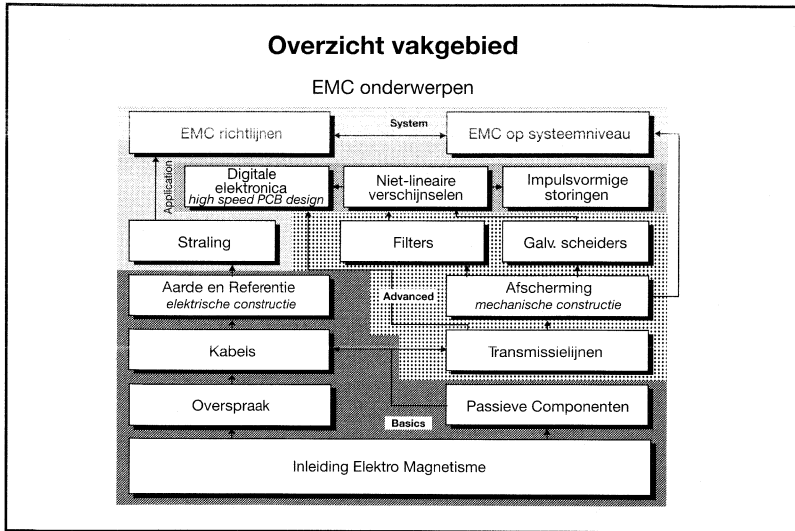 Overzicht vakgebied
EMC onderwerpen
EMC richtlijnen
System
EMC op systeemniveau
Application
Digitale
elektronica
high speed PCB design
Niet-lineaire
verschijnselen
Impulsvormige
storingen
Straling
Filters
Galv. scheiders
Aarde en Referentie
elektrische constructie
Advanced
Afscherming
mechanische constructie
Kabels
Transmissielijnen
Overspraak
Passieve Componenten
Basics
Inleiding Elektro Magnetisme